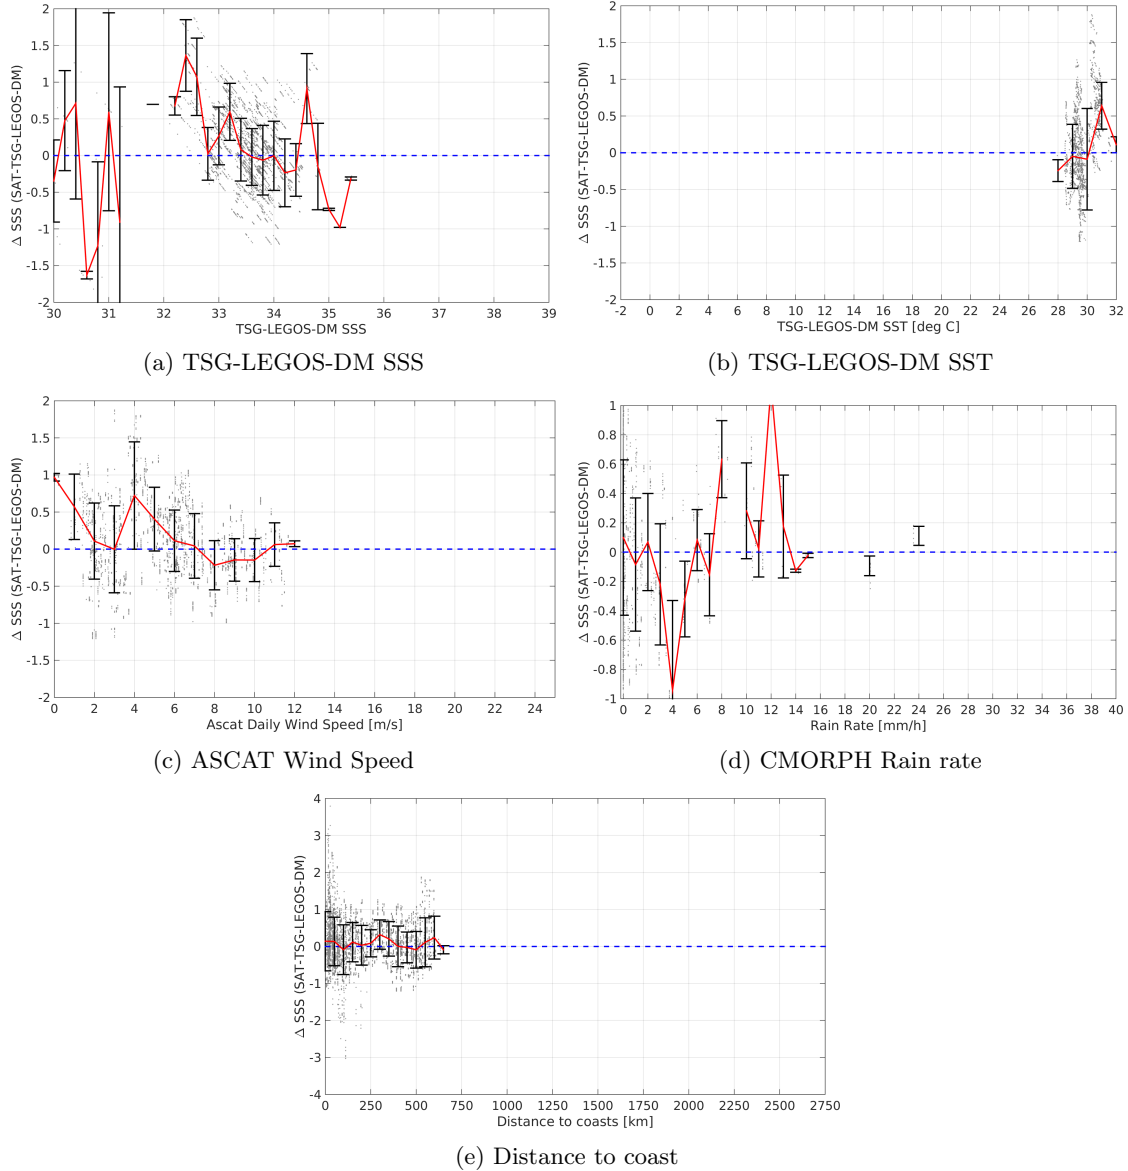 2
1.5
1
0.5
0
-0.5
-1
-1.5
-2
Δ SSS (SAT-TSG-LEGOS-DM)
30 31 32 33 34 35 36 37 38 39
TSG-LEGOS-DM SSS
(a) TSG-LEGOS-DM SSS
2
1.5
1
0.5
0
-0.5
-1
-1.5
-2
Δ SSS (SAT-TSG-LEGOS-DM)
-2 0 2 4 6 8 10 12 14 16 18 20 22 24 26 28 30 32
TSG-LEGOS-DM SST [deg C]
(b) TSG-LEGOS-DM SST
2
1.5
1
0.5
0
-0.5
-1
-1.5
-2
Δ SSS (SAT-TSG-LEGOS-DM)
0 2 4 6 8 10 12 14 16 18 20 22 24
Ascat Daily Wind Speed [m/s]
(c) ASCAT Wind Speed
1
0.8
0.6
0.4
0.2
0
-0.2
-0.4
-0.6
-0.8
-1
Δ SSS (SAT-TSG-LEGOS-DM)
0 2 4 6 8 10 12 14 16 18 20 22 24 26 28 30 32 34 36 38 40
Rain Rate [mm/h]
(d) CMORPH Rain rate
4
3
2
1
0
-1
-2
-3
-4
Δ SSS (SAT-TSG-LEGOS-DM)
0 250 500 750 1000 1250 1500 1750 2000 2250 2500 2750
Distance to coasts [km]
(e) Distance to coast